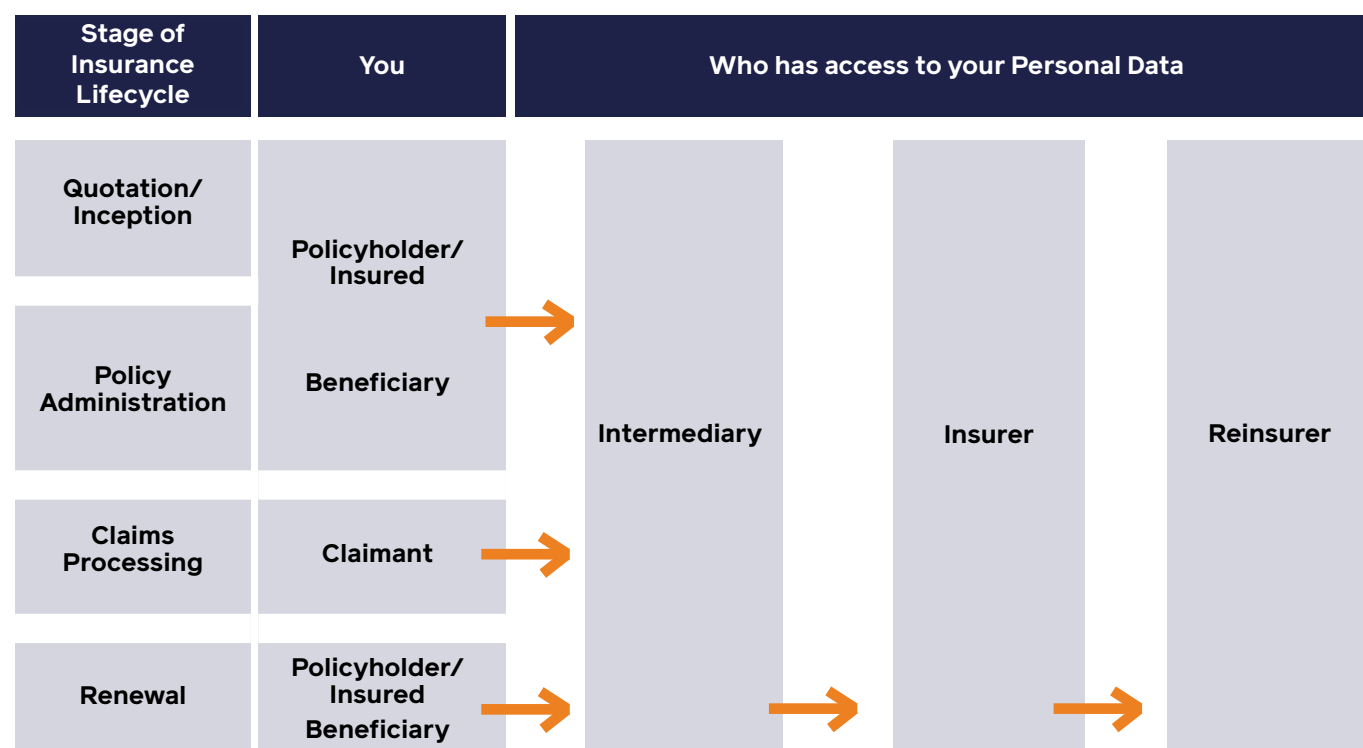 Stage of
Insurance
Lifecycle
You
Who has access to your Personal Data
Quotation/
Inception
Policyholder/
Insured
Beneficiary
Policy
Administration
Intermediary
Insurer
Reinsurer
Claims
Processing
Claimant
Renewal
Policyholder/
Insured
Beneficiary